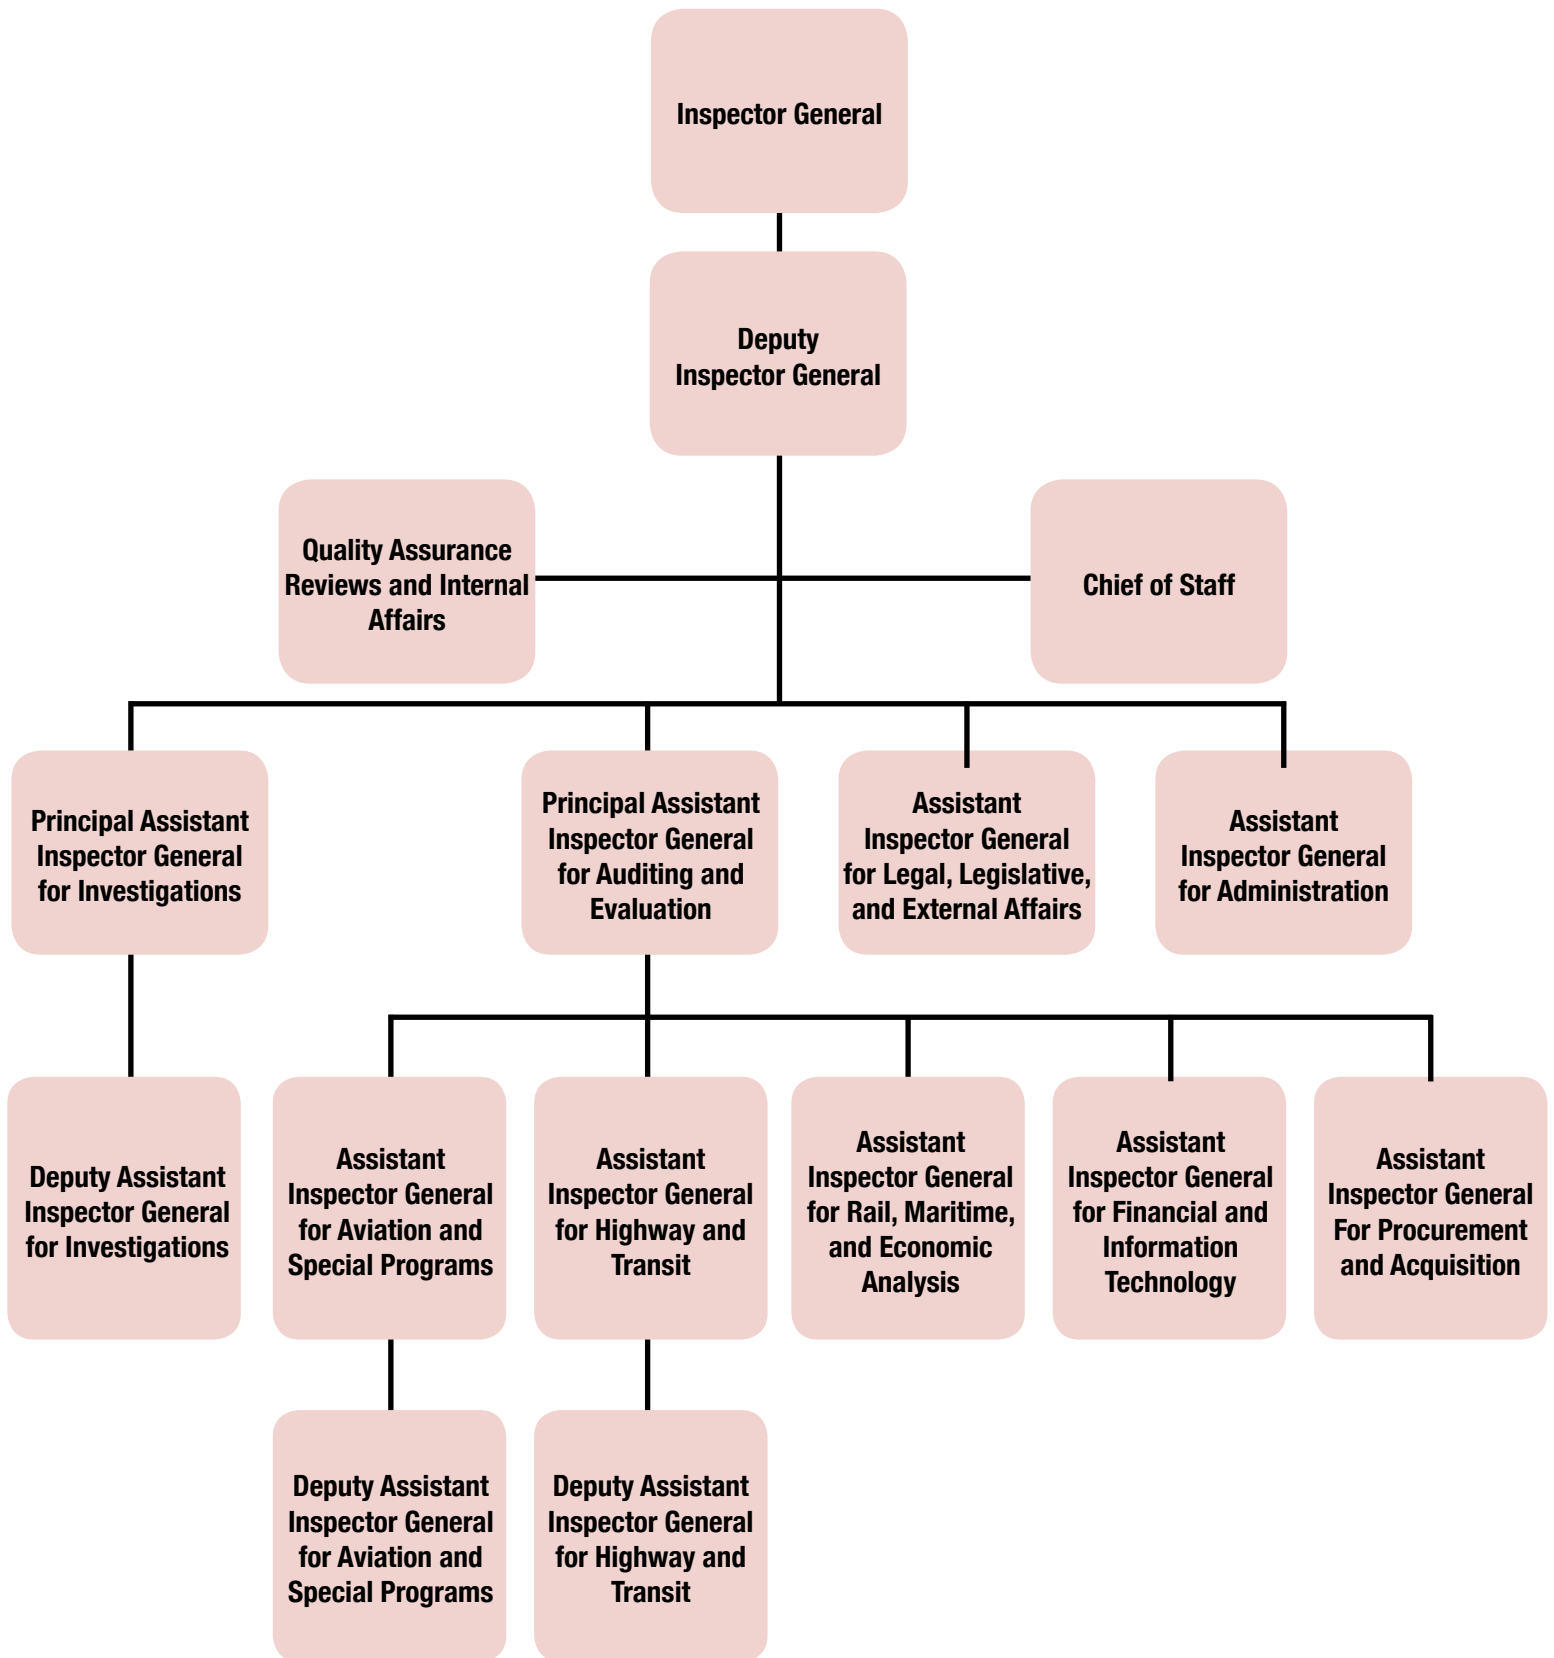 Inspector General
Deputy
Inspector General
Quality Assurance
Reviews and Internal
Affairs
Chief of Staff
Principal Assistant
Inspector General
for Investigations
Principal Assistant
Inspector General
for Auditing and
Evaluation
Assistant
Inspector General
for Legal, Legislative,
and External Affairs
Assistant
Inspector General
for Administration
Deputy Assistant
Inspector General
for Investigations
Assistant
Inspector General
for Aviation and
Special Programs
Assistant
Inspector General
for Highway and
Transit
Assistant
Inspector General
for Rail, Maritime,
and Economic
Analysis
Assistant
Inspector General
for Financial and
Information
Technology
Assistant
Inspector General
For Procurement
and Acquisition
Deputy Assistant
Inspector General
for Aviation and
Special Programs
Deputy Assistant
Inspector General
for Highway and
Transit